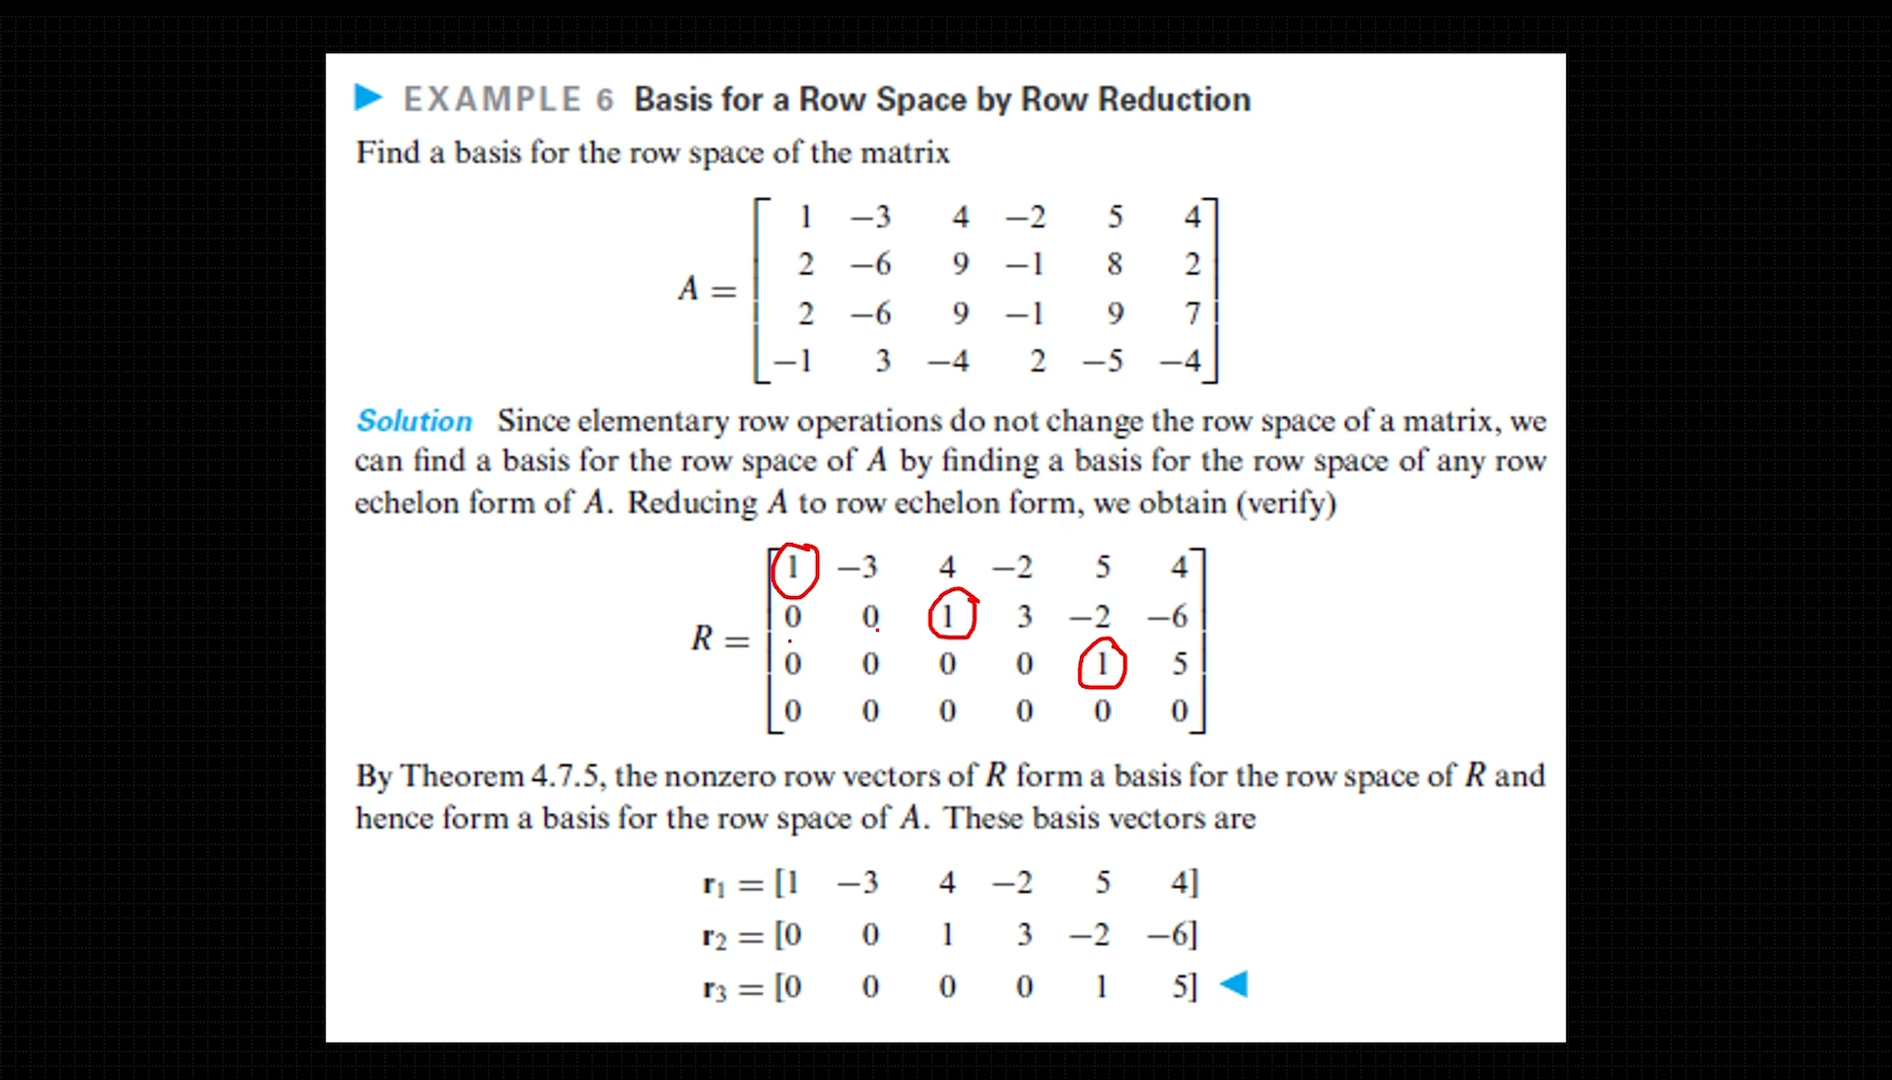 ▶ EXAMPLE 6 Basis for a Row Space by Row Reduction
Find a basis for the row space of the matrix
1 −3 4 −2 5 4
2 −6 9 −1 8 2
A =
2 −6 9 −1 9 7
−1 3 −4 2 −5 −4
Solution Since elementary row operations do not change the row space of a matrix, we
can find a basis for the row space of A by finding a basis for the row space of any row
echelon form of A. Reducing A to row echelon form, we obtain (verify)
1 −3 4 −2 5 4
0 0 1 3 −2 −6
R =
0 0 0 0 1 5
0 0 0 0 0 0
By Theorem 4.7.5, the nonzero row vectors of R form a basis for the row space of R and
hence form a basis for the row space of A. These basis vectors are
r₁ = [1 −3 4 −2 5 4]
r₂ = [0 0 1 3 −2 −6]
r₃ = [0 0 0 0 1 5] ◀